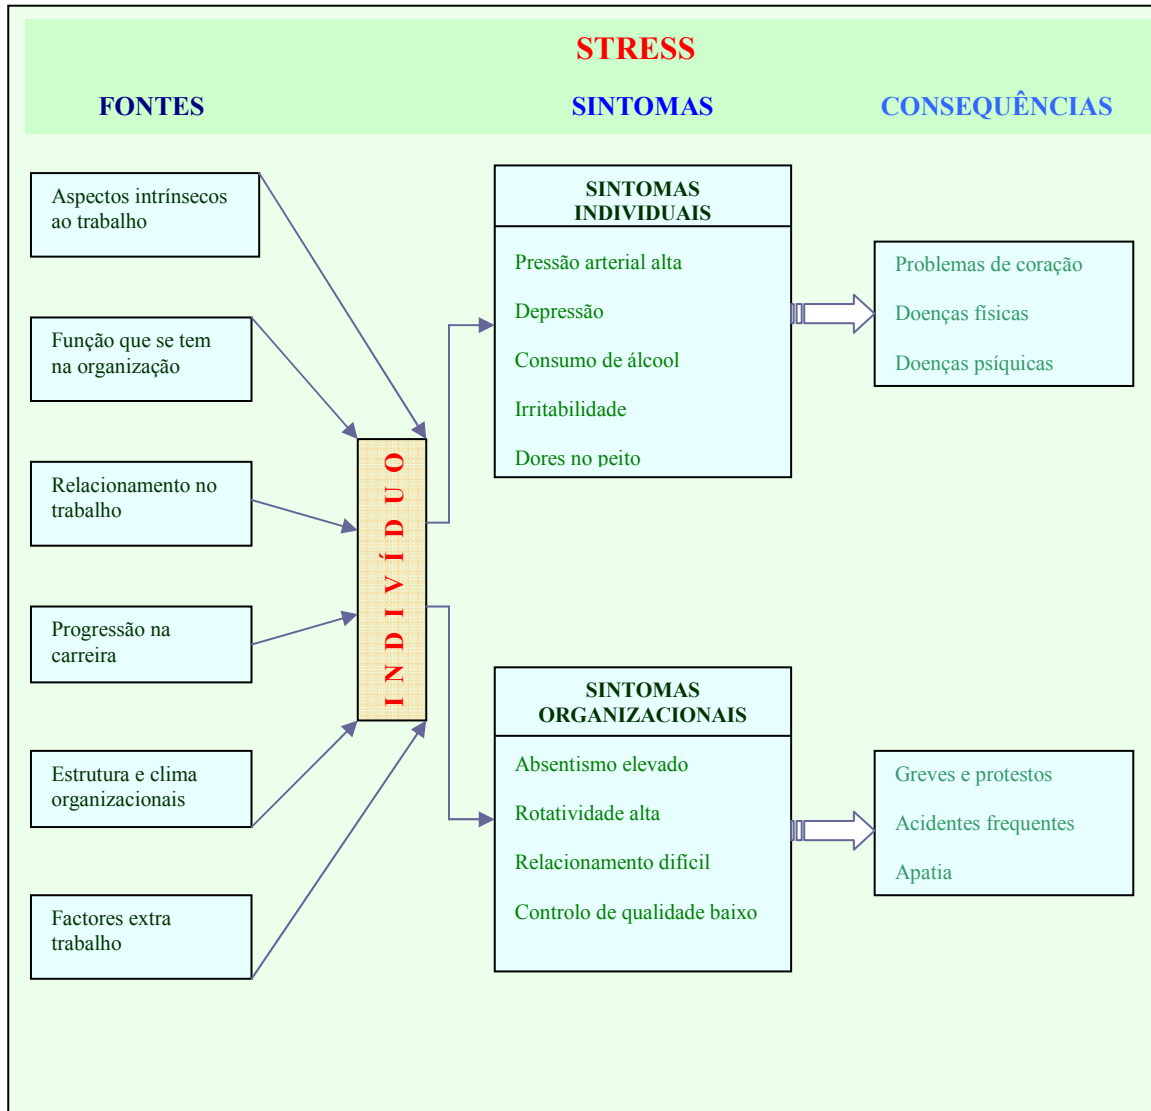 STRESS
FONTES
SINTOMAS
CONSEQUÊNCIAS
Aspectos intrínsecos
ao trabalho
Função que se tem
na organização
Relacionamento no
trabalho
Progressão na
carreira
Estrutura e clima
organizacionais
Factores extra
trabalho
INDIVÍDUO
SINTOMAS
INDIVIDUAIS
Pressão arterial alta
Depressão
Consumo de álcool
Irritabilidade
Dores no peito
Problemas de coração
Doenças físicas
Doenças psíquicas
SINTOMAS
ORGANIZACIONAIS
Absentismo elevado
Rotatividade alta
Relacionamento difícil
Controlo de qualidade baixo
Greves e protestos
Acidentes frequentes
Apatia